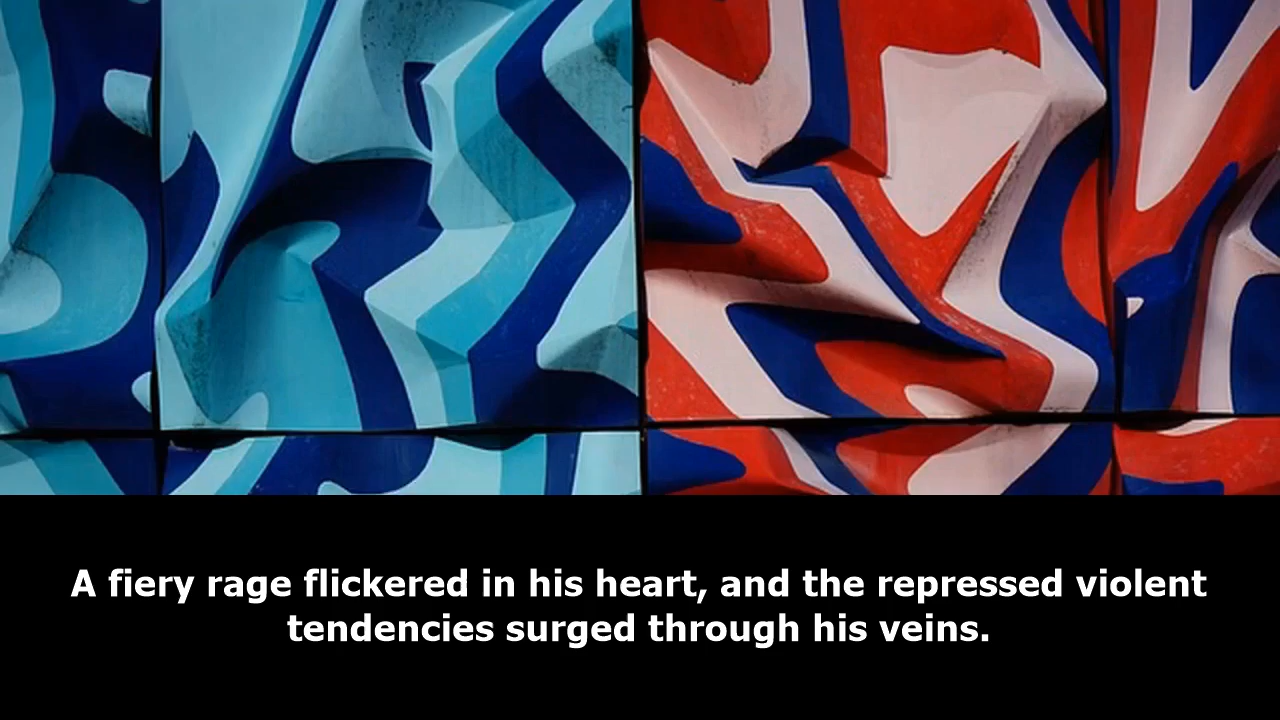 A fiery rage flickered in his heart, and the repressed violent
tendencies surged through his veins.